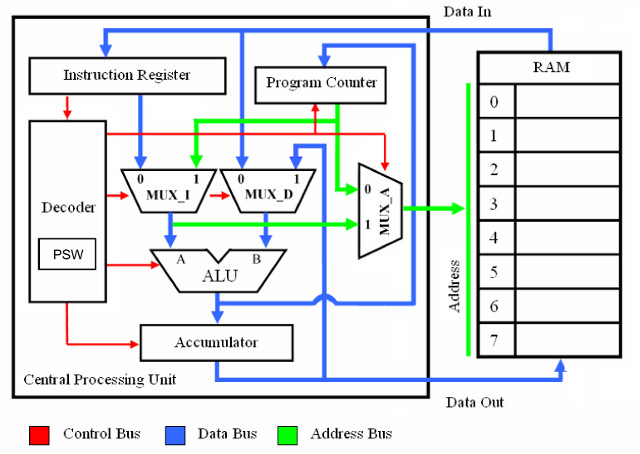 Data In
Instruction Register
Program Counter
RAM
0
1
2
3
4
5
6
7
Address
0 1
MUX_I
0 1
MUX_D
0
1
MUX_A
Decoder
PSW
A B
ALU
Accumulator
Central Processing Unit
Data Out
Control Bus Data Bus Address Bus